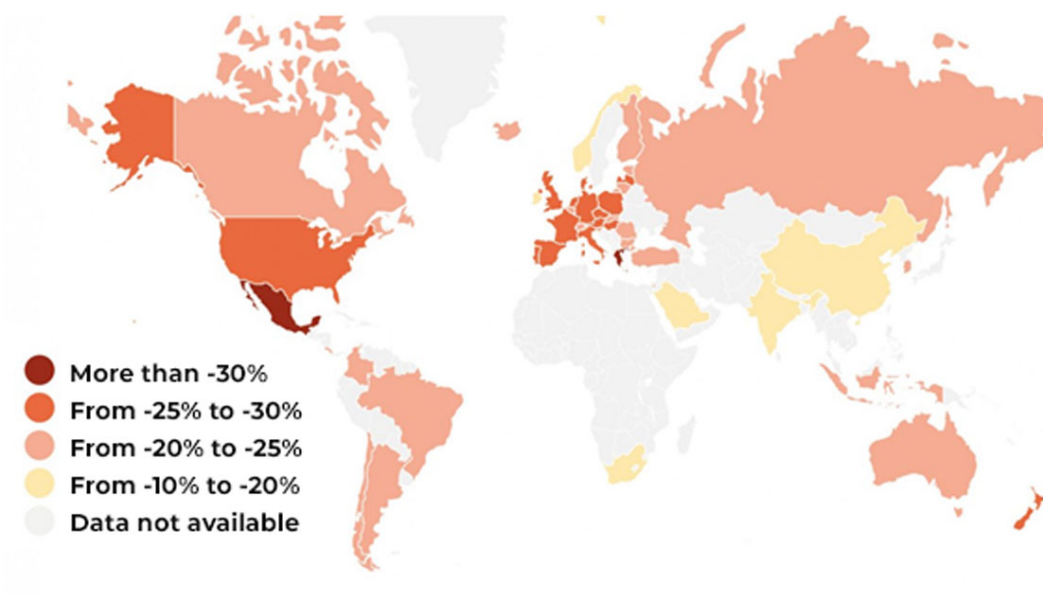 More than -30%
From -25% to -30%
From -20% to -25%
From -10% to -20%
Data not available